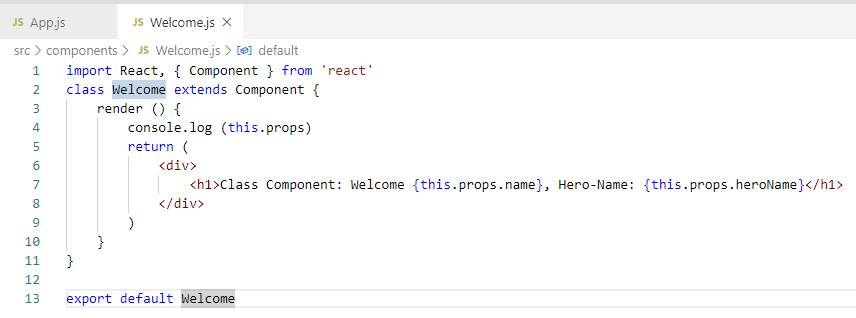 JS App.js JS Welcome.js ×
src > components > JS Welcome.js > default
1 import React, { Component } from 'react'
2 class Welcome extends Component {
3 render () {
4 console.log (this.props)
5 return (
6 <div>
7 <h1>Class Component: Welcome {this.props.name}, Hero-Name: {this.props.heroName}</h1>
8 </div>
9 )
10 }
11 }
12
13 export default Welcome